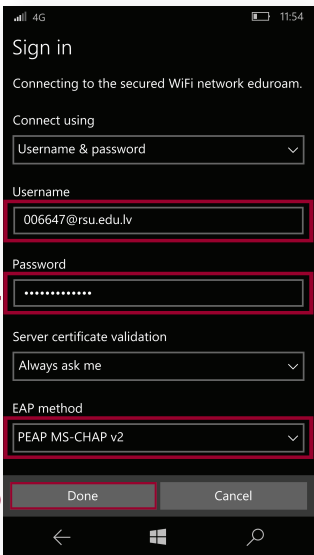 4G 11:54
Sign in
Connecting to the secured WiFi network eduroam.
Connect using
Username & password
Username
006647@rsu.edu.lv
Password
•••••••••••••
Server certificate validation
Always ask me
EAP method
PEAP MS-CHAP v2
Done Cancel